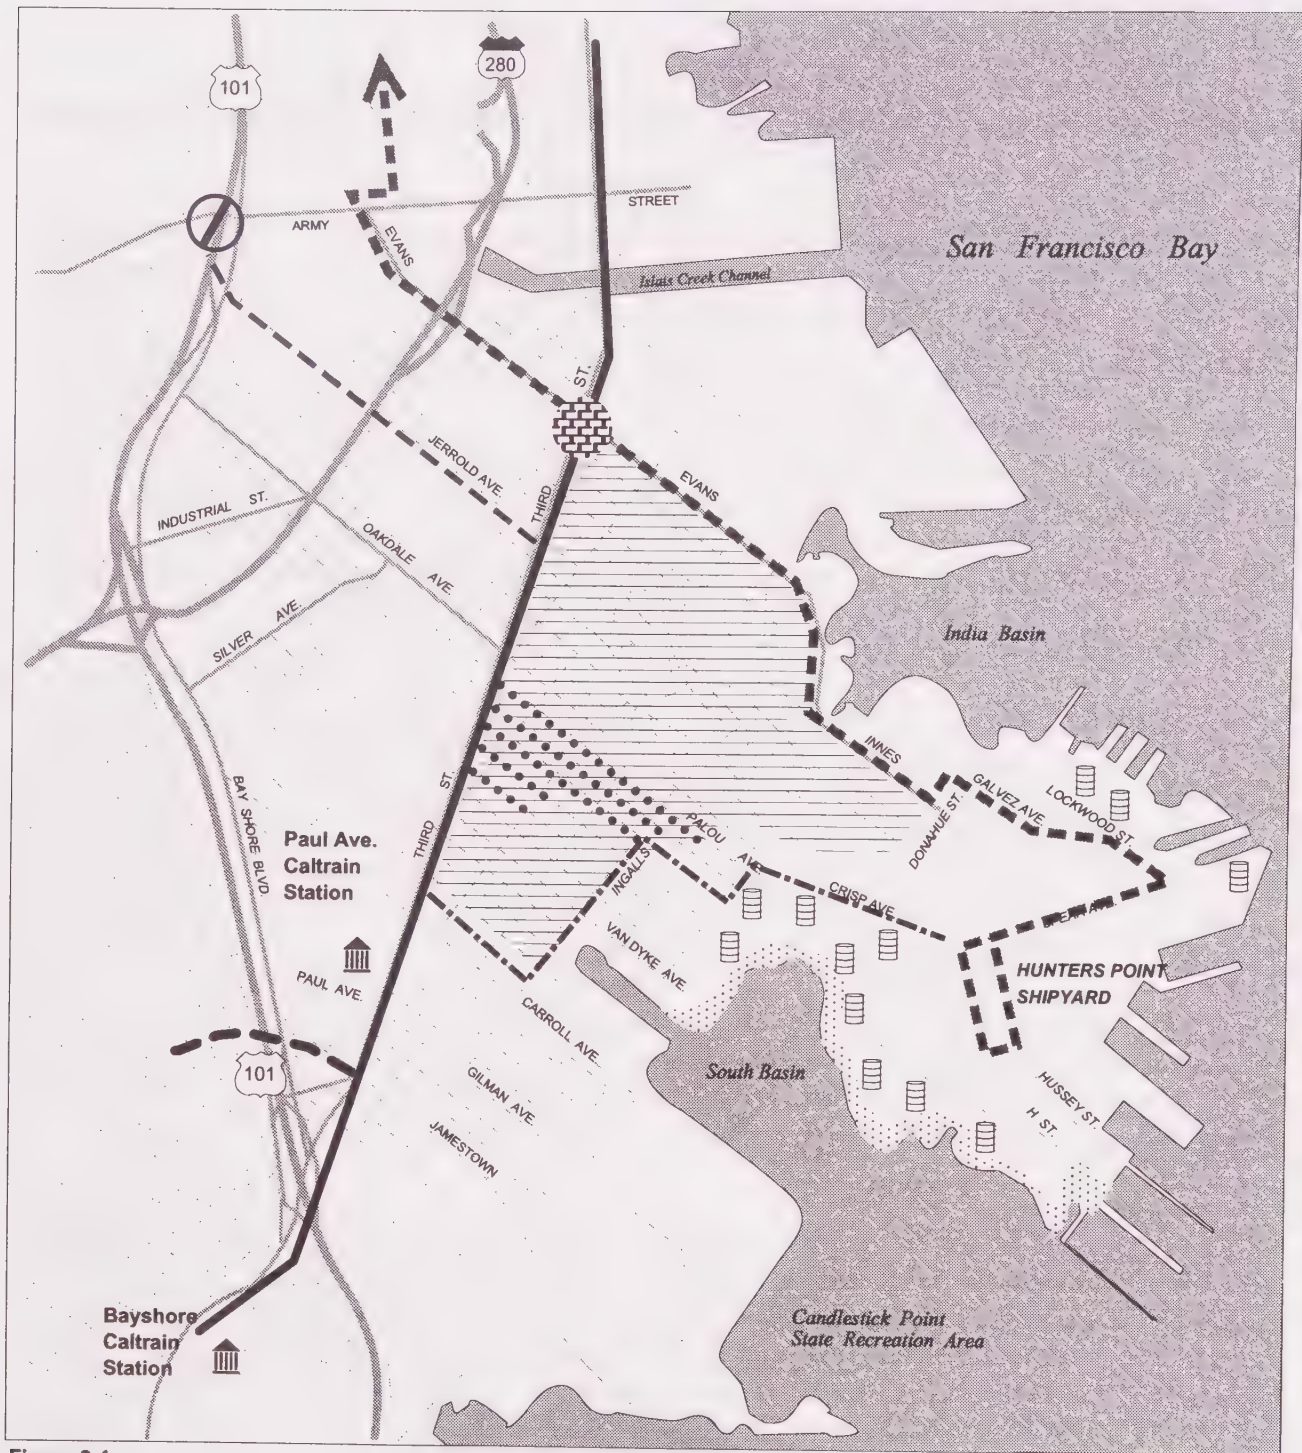 101
280
ARMY
STREET
EVANS
San Francisco Bay
Islais Creek Channel
ST.
JERROLD AVE.
EVANS
THIRD
INDUSTRIAL ST.
OAKDALE AVE.
SILVER AVE.
India Basin
INNES
GALVEZ AVE.
LOCKWOOD ST.
DONAHUE ST.
BAY SHORE BLVD.
ST.
THIRD
PALOU AVE.
INGALLS
CRISP AVE.
Paul Ave.
Caltrain
Station
VAN DYKE AVE.
HUNTERS POINT
SHIPYARD
PAUL AVE.
CARROLL AVE.
101
South Basin
GILMAN AVE.
HUSSEY ST.
H ST.
JAMESTOWN
Bayshore
Caltrain
Station
Candlestick Point
State Recreation Area